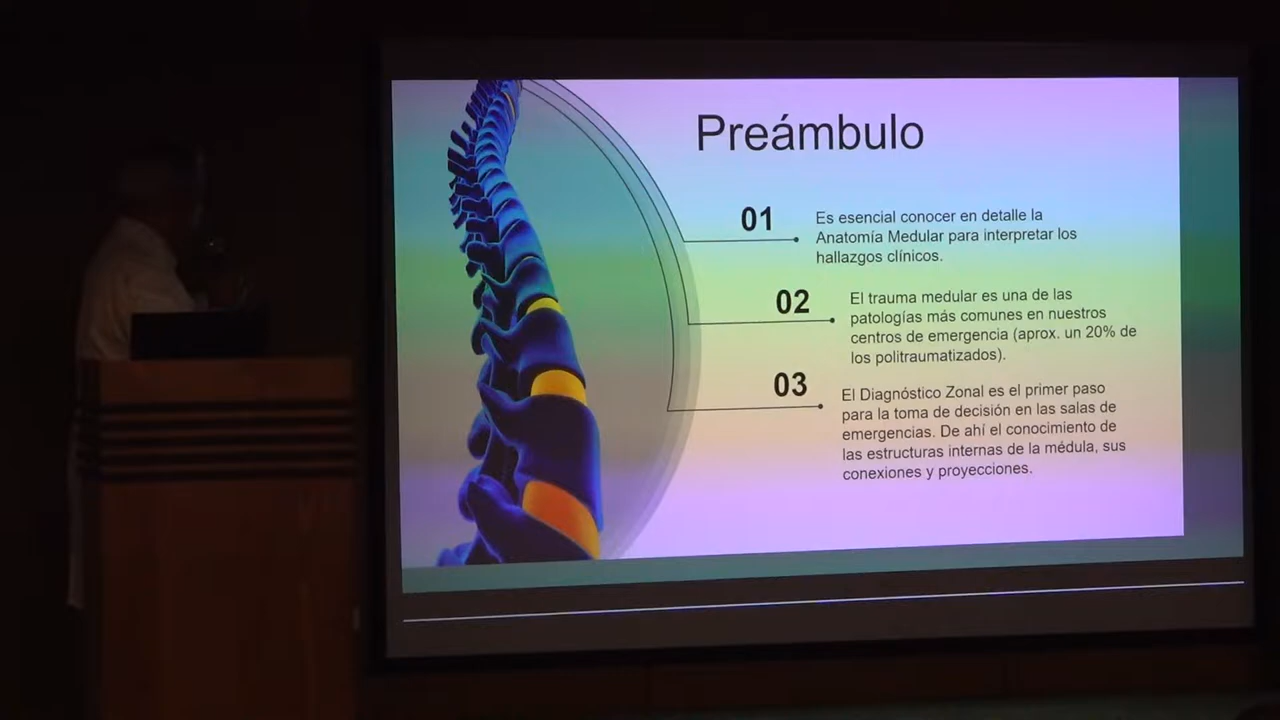 Preámbulo
01
Es esencial conocer en detalle la
Anatomía Medular para interpretar los
hallazgos clínicos.
02
El trauma medular es una de las
patologías más comunes en nuestros
centros de emergencia (aprox. un 20% de
los politraumatizados).
03
El Diagnóstico Zonal es el primer paso
para la toma de decisión en las salas de
emergencias. De ahí el conocimiento de
las estructuras internas de la médula, sus
conexiones y proyecciones.